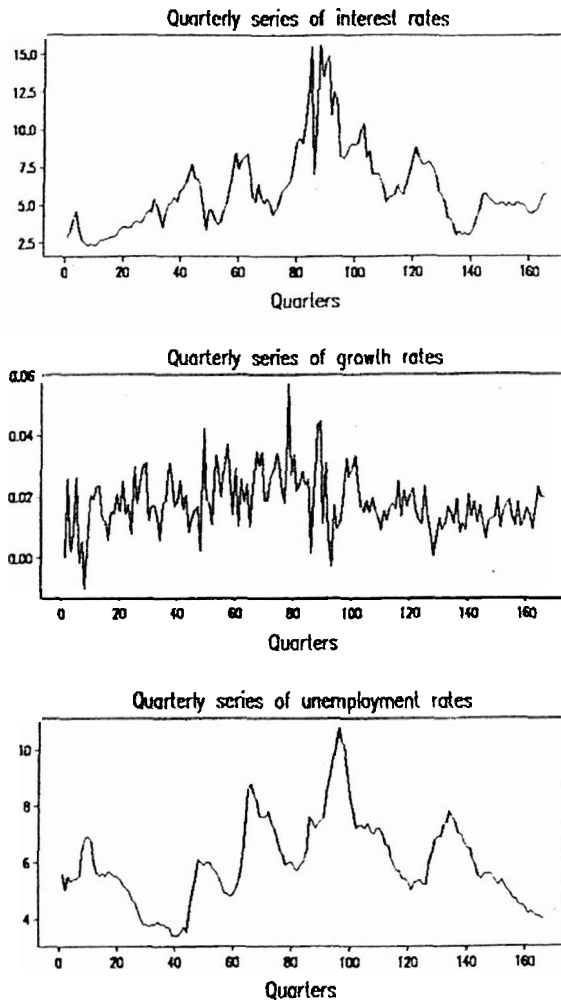 Quarterly series of interest rates
15.0
12.5
10.0
7.5
5.0
2.5
0 20 40 60 80 100 120 140 160
Quarters
Quarterly series of growth rates
0.06
0.04
0.02
0.00
0 20 40 60 80 100 120 140 160
Quarters
Quarterly series of unemployment rates
10
8
6
4
0 20 40 60 80 100 120 140 160
Quarters